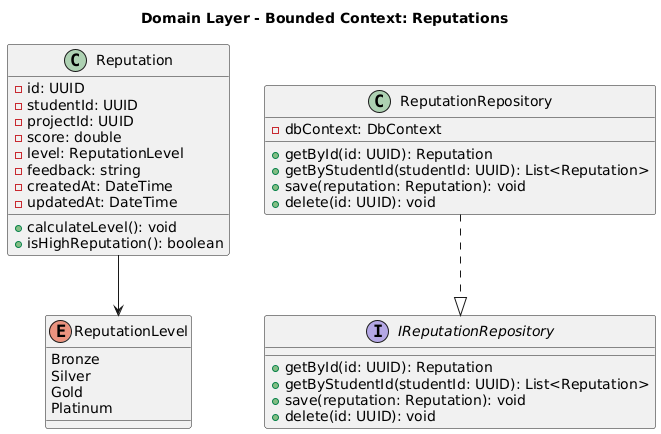 Domain Layer - Bounded Context: Reputations
C Reputation
id: UUID
studentId: UUID
projectId: UUID
score: double
level: ReputationLevel
feedback: string
createdAt: DateTime
updatedAt: DateTime
calculateLevel(): void
isHighReputation(): boolean
C ReputationRepository
dbContext: DbContext
getById(id: UUID): Reputation
getByStudentId(studentId: UUID): List<Reputation>
save(reputation: Reputation): void
delete(id: UUID): void
E ReputationLevel
Bronze
Silver
Gold
Platinum
I IReputationRepository
getById(id: UUID): Reputation
getByStudentId(studentId: UUID): List<Reputation>
save(reputation: Reputation): void
delete(id: UUID): void